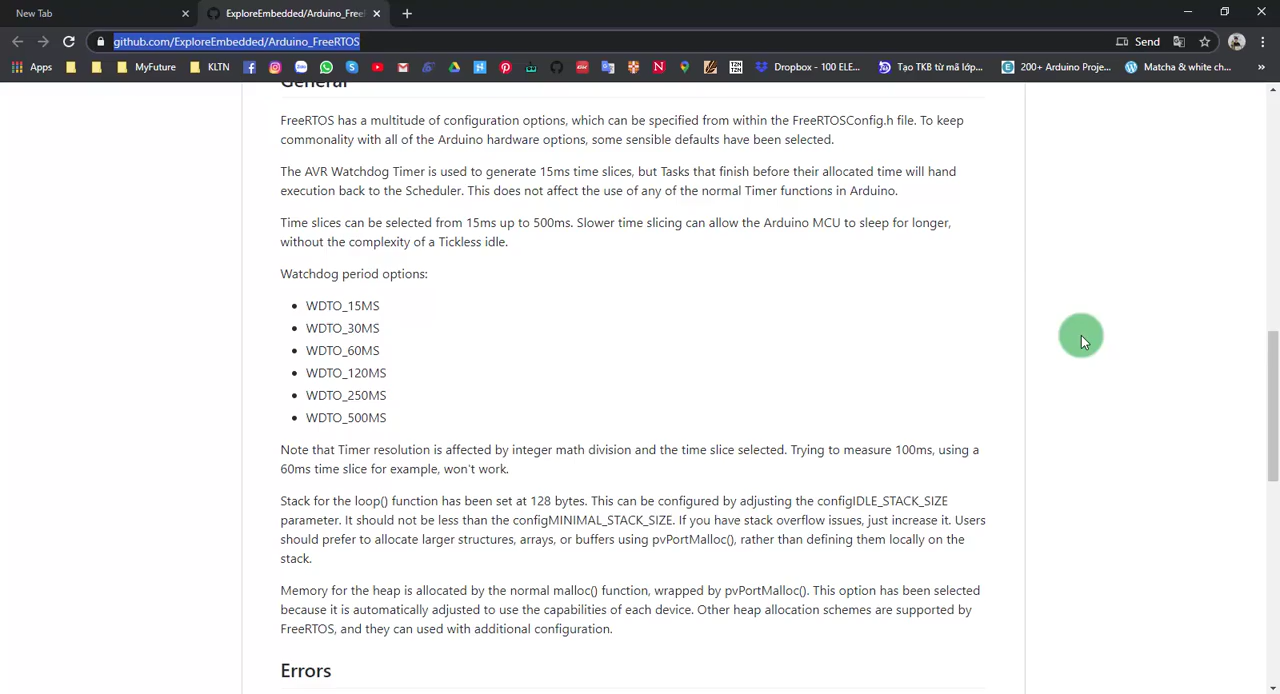 New Tab
ExploreEmbedded/Arduino_Free
github.com/ExploreEmbedded/Arduino_FreeRTOS
Send
Apps
MyFuture
KLTN
Dropbox - 100 ELE...
Tạo TKB từ mã lớp...
200+ Arduino Proje...
Matcha & white ch...
»
General
FreeRTOS has a multitude of configuration options, which can be specified from within the FreeRTOSConfig.h file. To keep
commonality with all of the Arduino hardware options, some sensible defaults have been selected.
The AVR Watchdog Timer is used to generate 15ms time slices, but Tasks that finish before their allocated time will hand
execution back to the Scheduler. This does not affect the use of any of the normal Timer functions in Arduino.
Time slices can be selected from 15ms up to 500ms. Slower time slicing can allow the Arduino MCU to sleep for longer,
without the complexity of a Tickless idle.
Watchdog period options:
• WDTO_15MS
• WDTO_30MS
• WDTO_60MS
• WDTO_120MS
• WDTO_250MS
• WDTO_500MS
Note that Timer resolution is affected by integer math division and the time slice selected. Trying to measure 100ms, using a
60ms time slice for example, won't work.
Stack for the loop() function has been set at 128 bytes. This can be configured by adjusting the configIDLE_STACK_SIZE
parameter. It should not be less than the configMINIMAL_STACK_SIZE. If you have stack overflow issues, just increase it. Users
should prefer to allocate larger structures, arrays, or buffers using pvPortMalloc(), rather than defining them locally on the
stack.
Memory for the heap is allocated by the normal malloc() function, wrapped by pvPortMalloc(). This option has been selected
because it is automatically adjusted to use the capabilities of each device. Other heap allocation schemes are supported by
FreeRTOS, and they can used with additional configuration.
Errors